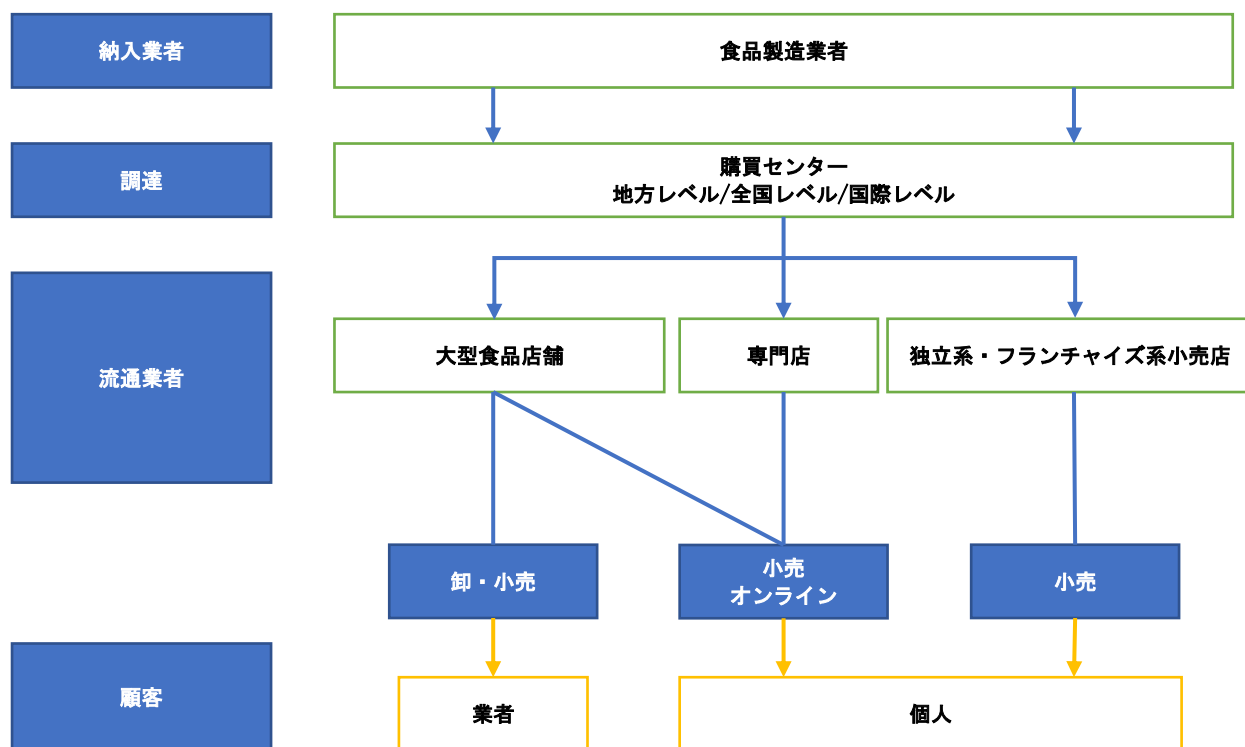 納入業者
食品製造業者
調達
購買センター
地方レベル/全国レベル/国際レベル
流通業者
大型食品店舗
専門店
独立系・フランチャイズ系小売店
卸・小売
小売
オンライン
小売
顧客
業者
個人